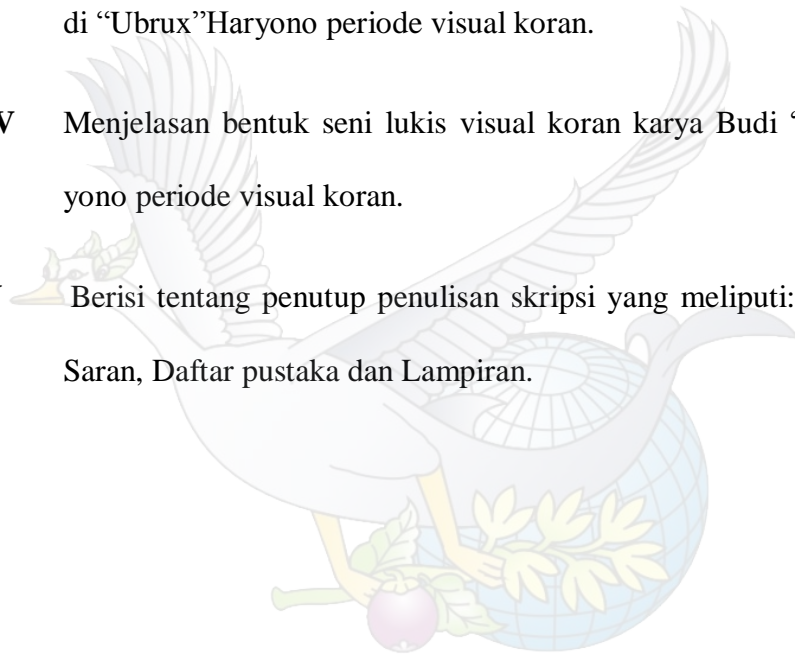 di “Ubrux”Haryono periode visual koran.
V Menjelasan bentuk seni lukis visual koran karya Budi “
yono periode visual koran.
Berisi tentang penutup penulisan skripsi yang meliputi:
Saran, Daftar pustaka dan Lampiran.